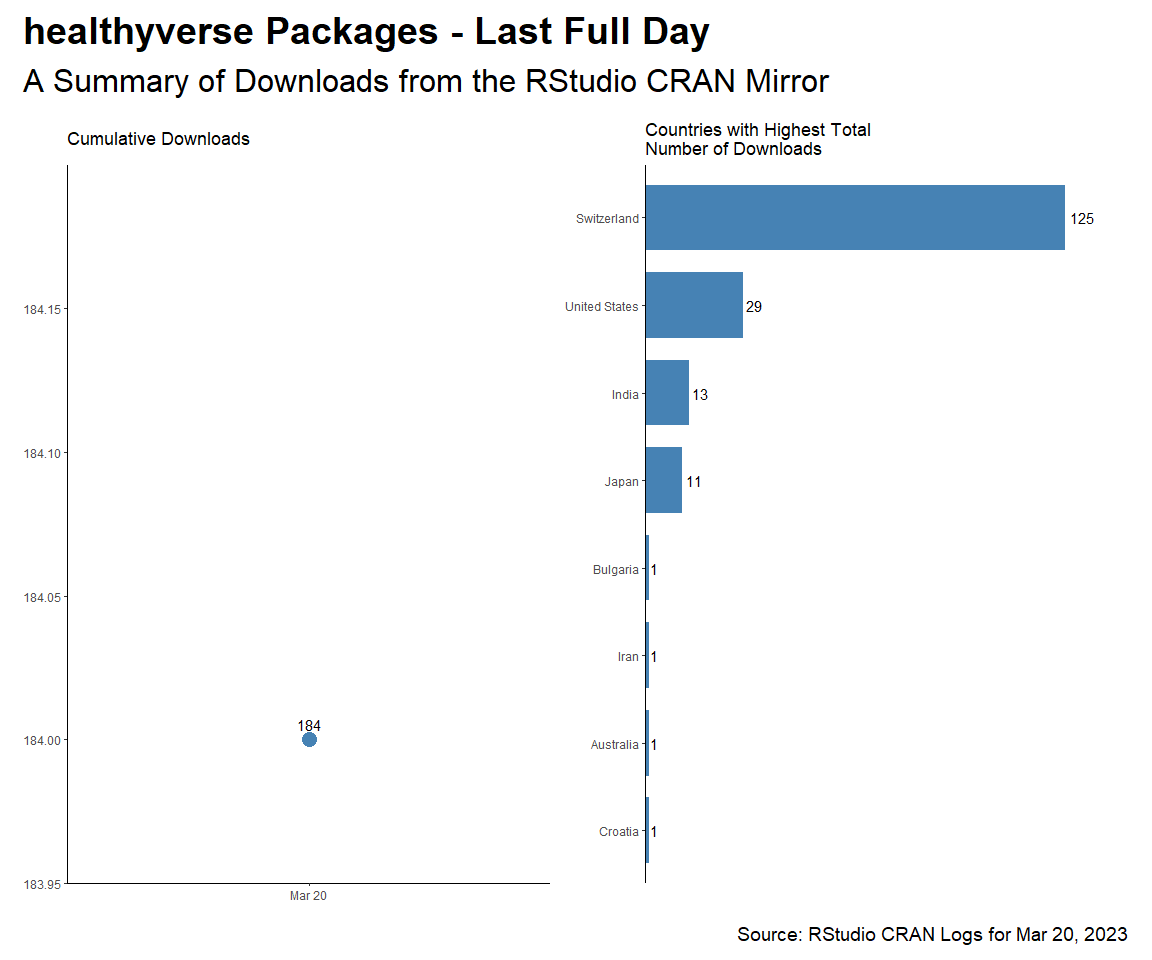 healthyverse Packages - Last Full Day
A Summary of Downloads from the RStudio CRAN Mirror
Cumulative Downloads
184.15
184.10
184.05
184.00
183.95
184
Mar 20
Countries with Highest Total
Number of Downloads
Switzerland 125
United States 29
India 13
Japan 11
Bulgaria 1
Iran 1
Australia 1
Croatia 1
Source: RStudio CRAN Logs for Mar 20, 2023